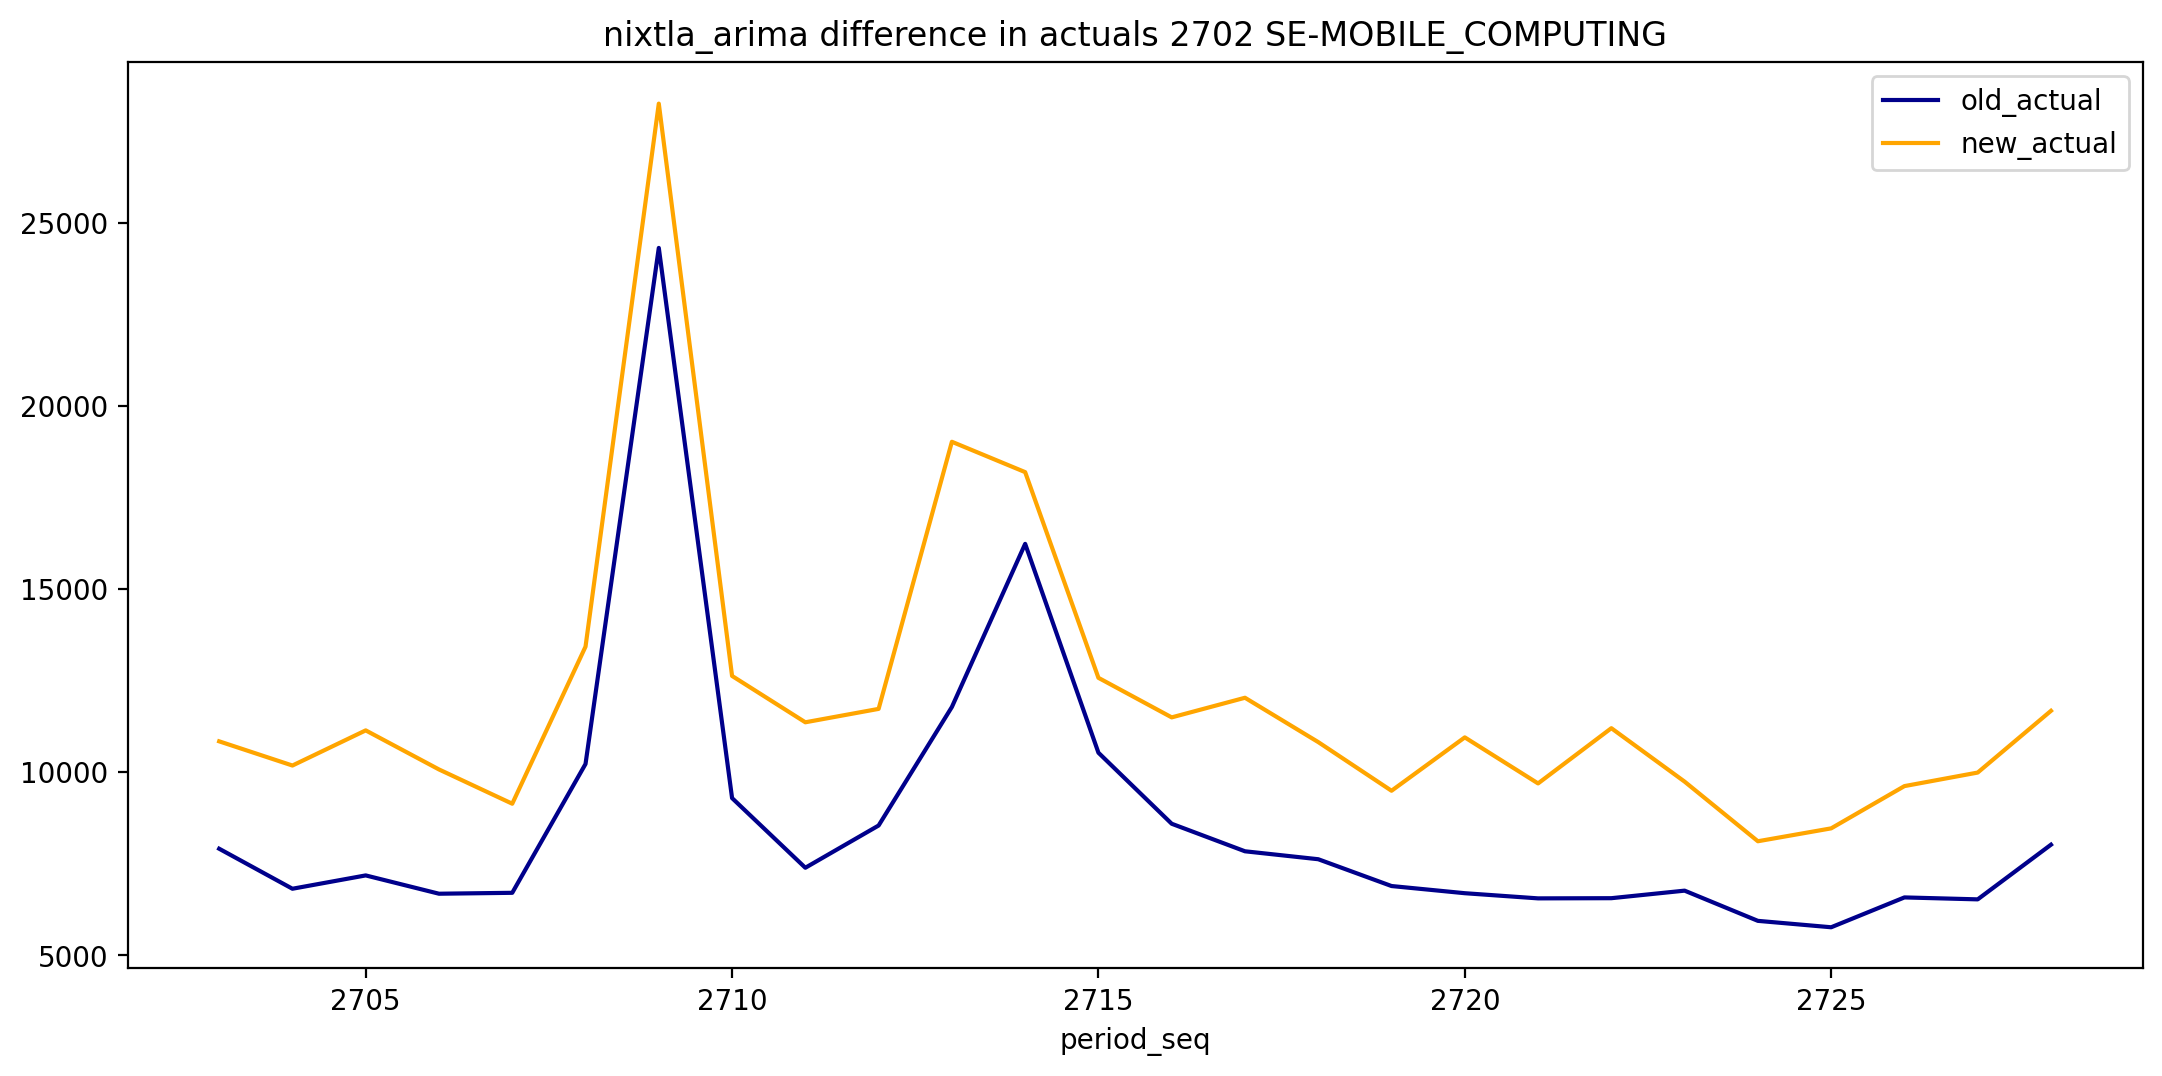 nixtla_arima difference in actuals 2702 SE-MOBILE_COMPUTING
old_actual
new_actual
25000
20000
15000
10000
5000
2705 2710 2715 2720 2725
period_seq